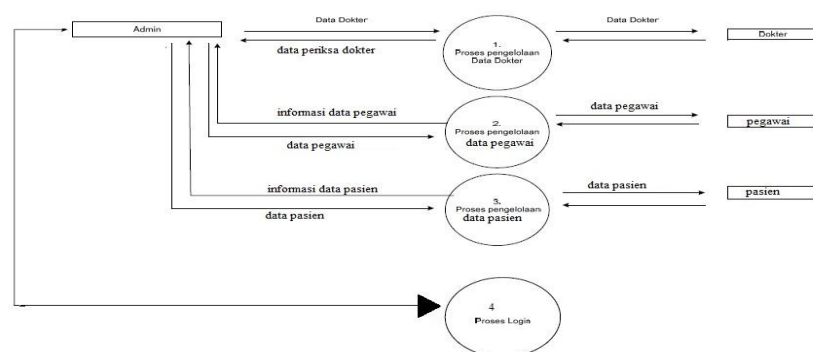 Admin
Data Dokter
data periksa dokter
1.
Proses pengelolaan
Data Dokter
Data Dokter
Dokter
informasi data pegawai
data pegawai
2.
Proses pengelolaan
data pegawai
data pegawai
pegawai
informasi data pasien
data pasien
3.
Proses pengelolaan
data pasien
data pasien
pasien
4
Proses Login